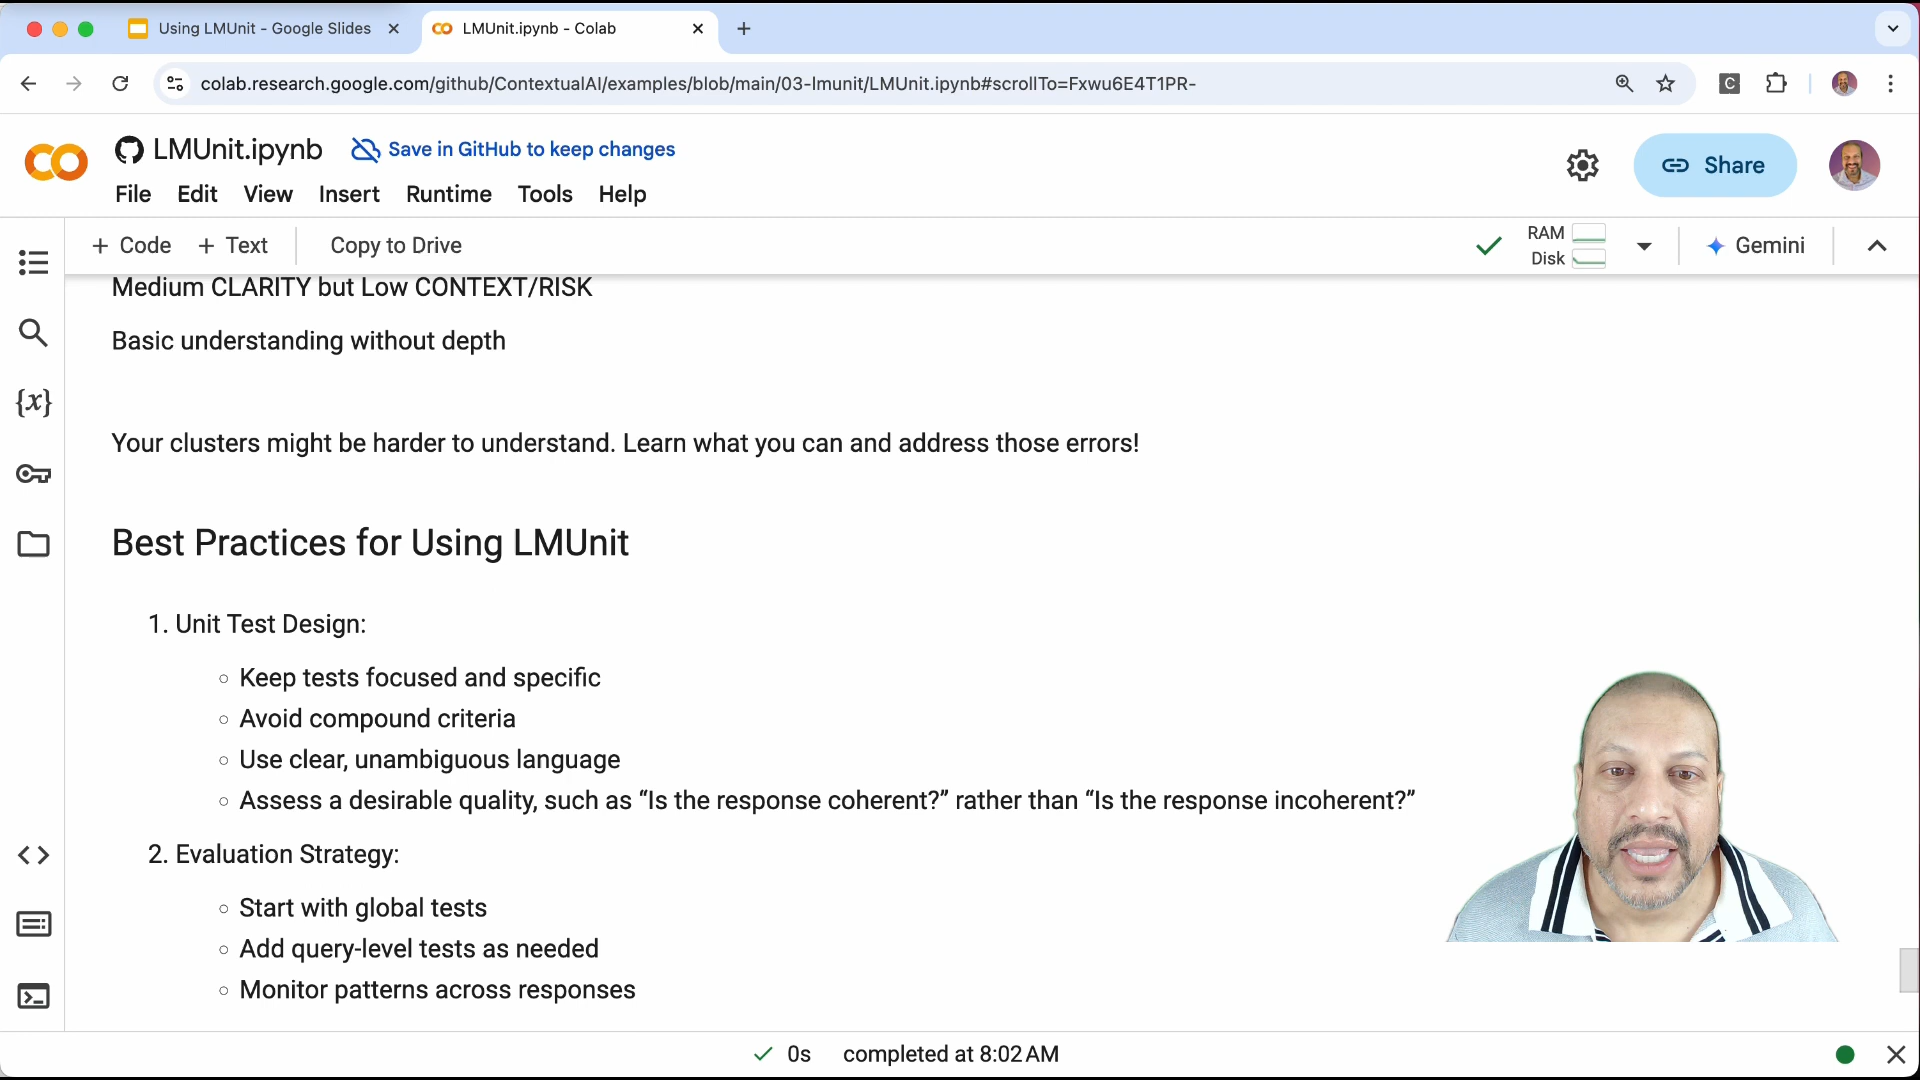 Using LMUnit - Google Slides
LMUnit.ipynb - Colab
colab.research.google.com/github/ContextualAI/examples/blob/main/03-lmunit/LMUnit.ipynb#scrollTo=Fxwu6E4T1PR-
C
LMUnit.ipynb
Save in GitHub to keep changes
Share
File Edit View Insert Runtime Tools Help
+ Code + Text Copy to Drive
RAM
Disk
Gemini
{x}
Medium CLARITY but Low CONTEXT/RISK
Basic understanding without depth
Your clusters might be harder to understand. Learn what you can and address those errors!
Best Practices for Using LMUnit
1. Unit Test Design:
◦ Keep tests focused and specific
◦ Avoid compound criteria
◦ Use clear, unambiguous language
◦ Assess a desirable quality, such as “Is the response coherent?” rather than “Is the response incoherent?”
2. Evaluation Strategy:
◦ Start with global tests
◦ Add query-level tests as needed
◦ Monitor patterns across responses
0s completed at 8:02 AM